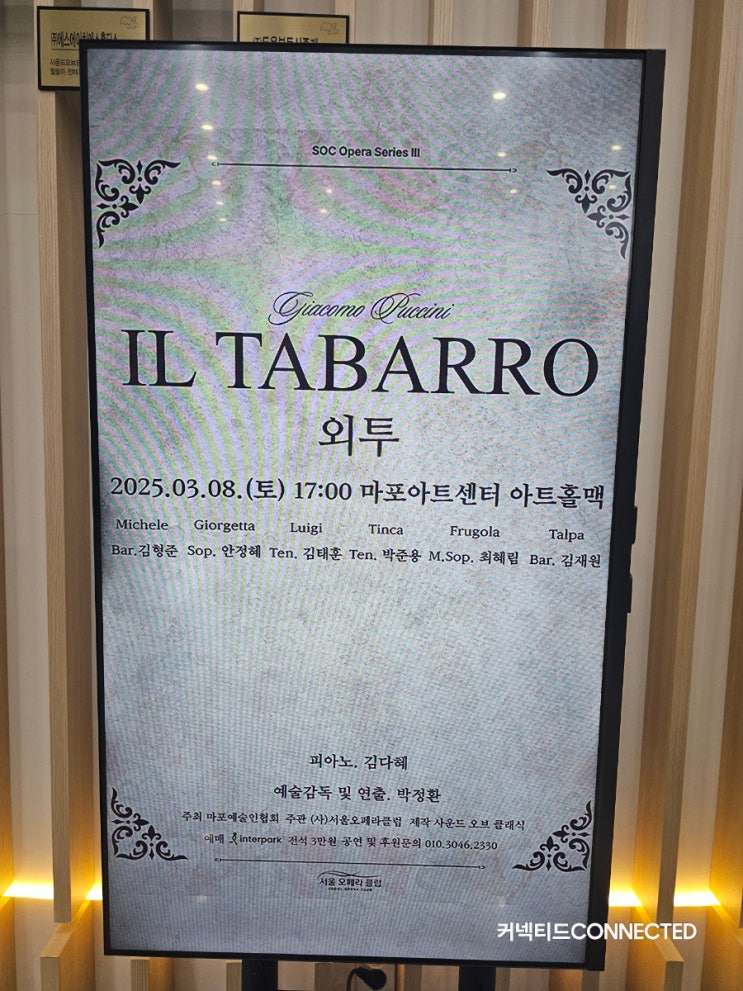 SOC Opera Series III
Giacomo Puccini
IL TABARRO
외투
2025.03.08.(토) 17:00 마포아트센터 아트홀맥
Michele Giorgetta Luigi Tinca Frugola Talpa
Bar.김형준 Sop. 안정혜 Ten. 김태훈 Ten. 박준용 M.Sop. 최혜림 Bar. 김재원
피아노. 김다혜
예술감독 및 연출. 박정환
주최 마포예술인협회 주관 (사)서울오페라클럽 제작 사운드 오브 클래식
예매 interpark 전석 3만원 공연 및 후원문의 010.3046.2330
서울 오페라 클럽
SEOUL OPERA CLUB
커넥티드CONNECTED